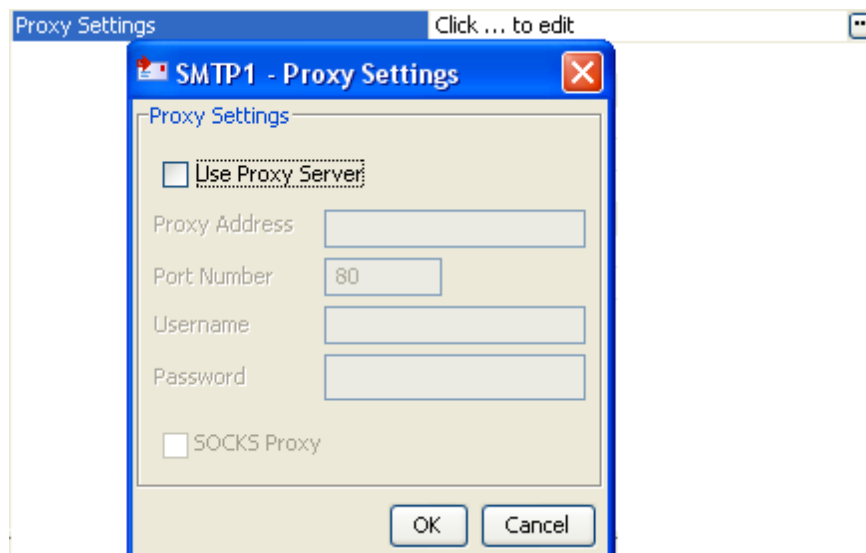 Proxy Settings Click ... to edit ...
SMTP1 - Proxy Settings
Proxy Settings
Use Proxy Server
Proxy Address
Port Number 80
Username
Password
SOCKS Proxy
OK Cancel